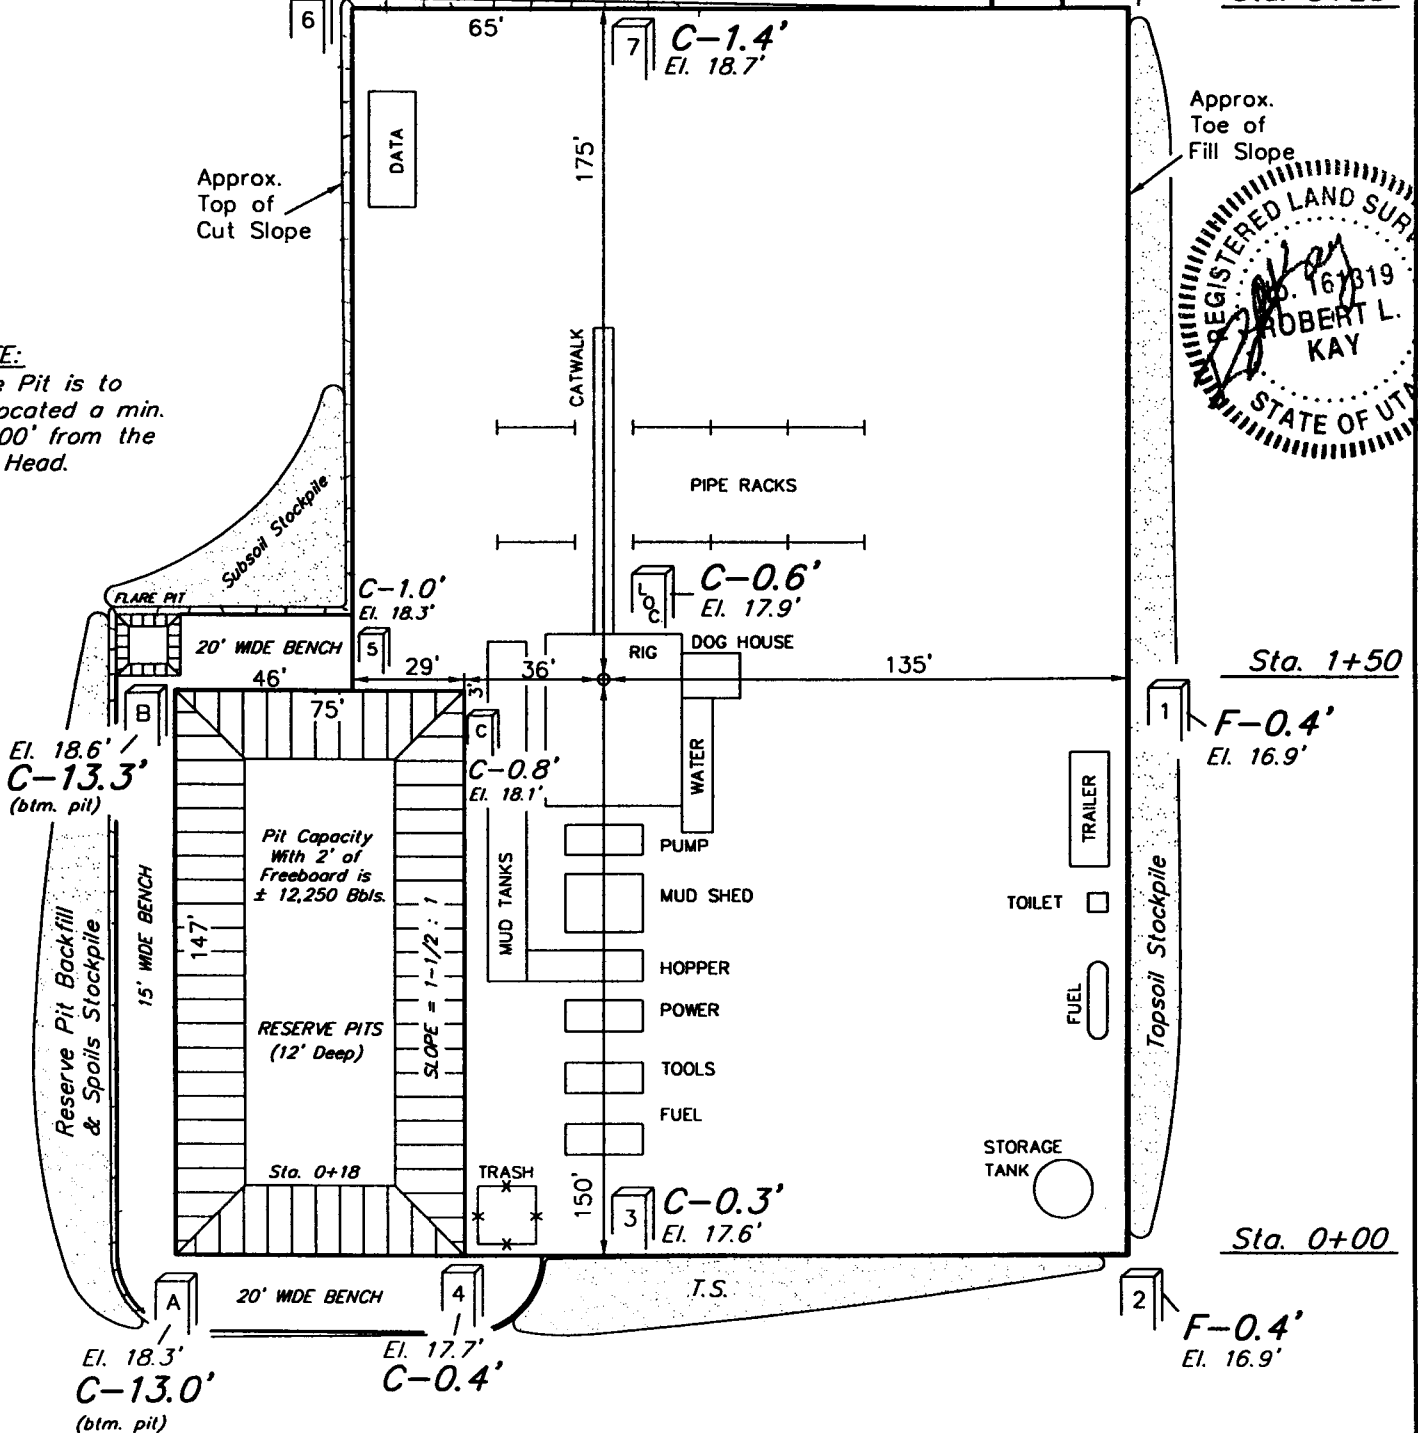 6
65'
7
C-1.4'
El. 18.7'
175'
DATA
Approx.
Top of
Cut Slope
Approx.
Toe of
Fill Slope
REGISTERED LAND
161319
ROBERT L.
KAY
STATE OF
Pit is to
a min.
from the
Head.
CATWALK
PIPE RACKS
Subsoil Stockpile
FLARE PIT
C-1.0'
El. 18.3'
5
LOC.
C-0.6'
El. 17.9'
20' WIDE BENCH
RIG
DOG HOUSE
46'
29'
3'
36'
135'
Sta. 1+50
75'
B
El. 18.6'
C-13.3'
(btm. pit)
C
C-0.8'
El. 18.1'
WATER
1
F-0.4'
El. 16.9'
TRAILER
Pit Capacity
With 2' of
Freeboard is
± 12,250 Bbls.
PUMP
MUD SHED
TOILET
MUD TANKS
HOPPER
POWER
TOOLS
FUEL
FUEL
Topsoil Stockpile
Reserve Pit Backfill
& Spoils Stockpile
15' WIDE BENCH
147'
SLOPE = 1-1/2 : 1
RESERVE PITS
(12' Deep)
Sta. 0+18
TRASH
150'
3
C-0.3'
El. 17.6'
STORAGE
TANK
Sta. 0+00
A
20' WIDE BENCH
4
T.S.
2
El. 18.3'
C-13.0'
(btm. pit)
El. 17.7'
C-0.4'
F-0.4'
El. 16.9'